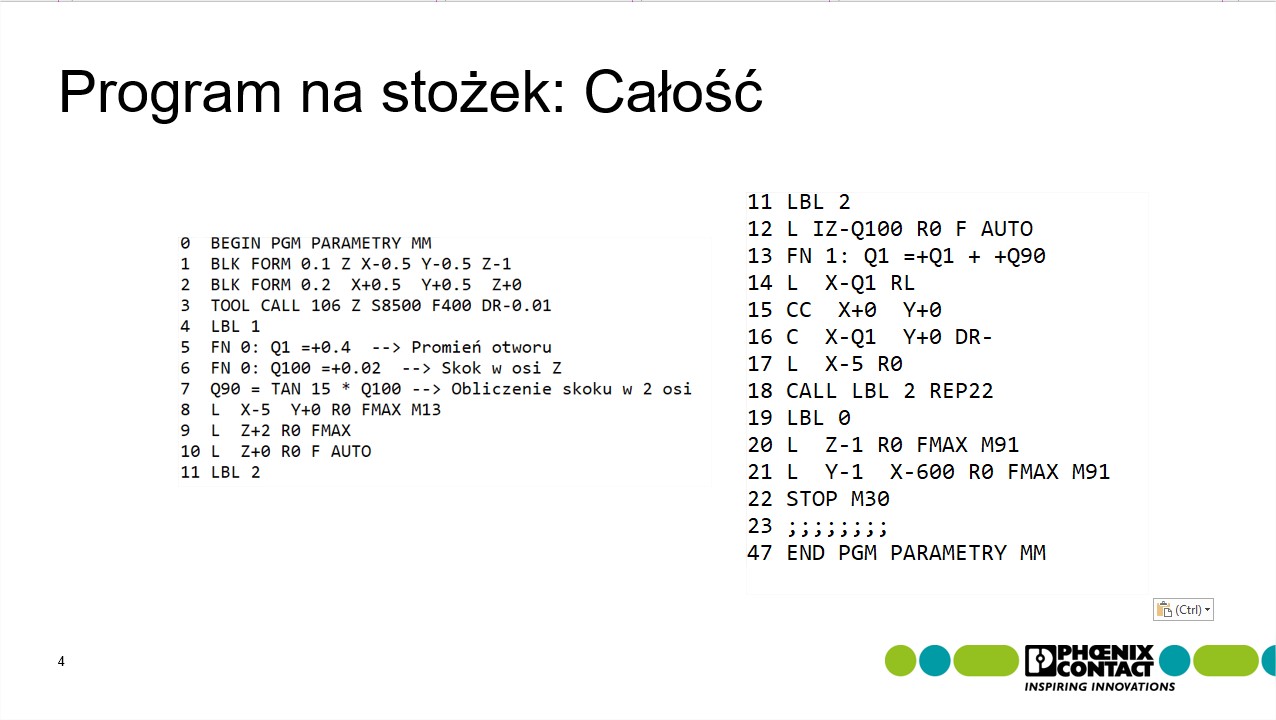 Program na stożek: Całość
0 BEGIN PGM PARAMETRY MM
1 BLK FORM 0.1 Z X-0.5 Y-0.5 Z-1
2 BLK FORM 0.2 X+0.5 Y+0.5 Z+0
3 TOOL CALL 106 Z S8500 F400 DR-0.01
4 LBL 1
5 FN 0: Q1 =+0.4 --> Promień otworu
6 FN 0: Q100 =+0.02 --> Skok w osi Z
7 Q90 = TAN 15 * Q100 --> Obliczenie skoku w 2 osi
8 L X-5 Y+0 R0 FMAX M13
9 L Z+2 R0 FMAX
10 L Z+0 R0 F AUTO
11 LBL 2
11 LBL 2
12 L IZ-Q100 R0 F AUTO
13 FN 1: Q1 =+Q1 + +Q90
14 L X-Q1 RL
15 CC X+0 Y+0
16 C X-Q1 Y+0 DR-
17 L X-5 R0
18 CALL LBL 2 REP22
19 LBL 0
20 L Z-1 R0 FMAX M91
21 L Y-1 X-600 R0 FMAX M91
22 STOP M30
23 ;;;;;;;;
47 END PGM PARAMETRY MM
(Ctrl)
4
PHŒNIX
CONTACT
INSPIRING INNOVATIONS